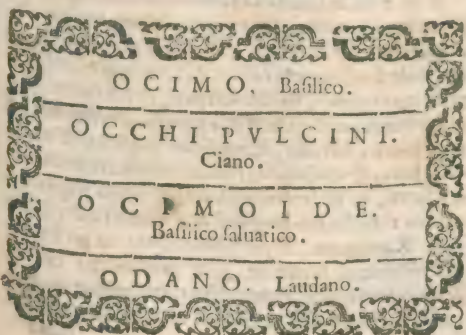 OCIMO. Basilico.
OCCHI PVLCINI.
Ciano.
OCIMOIDE.
Basilico saluatico.
ODANO. Laudano.